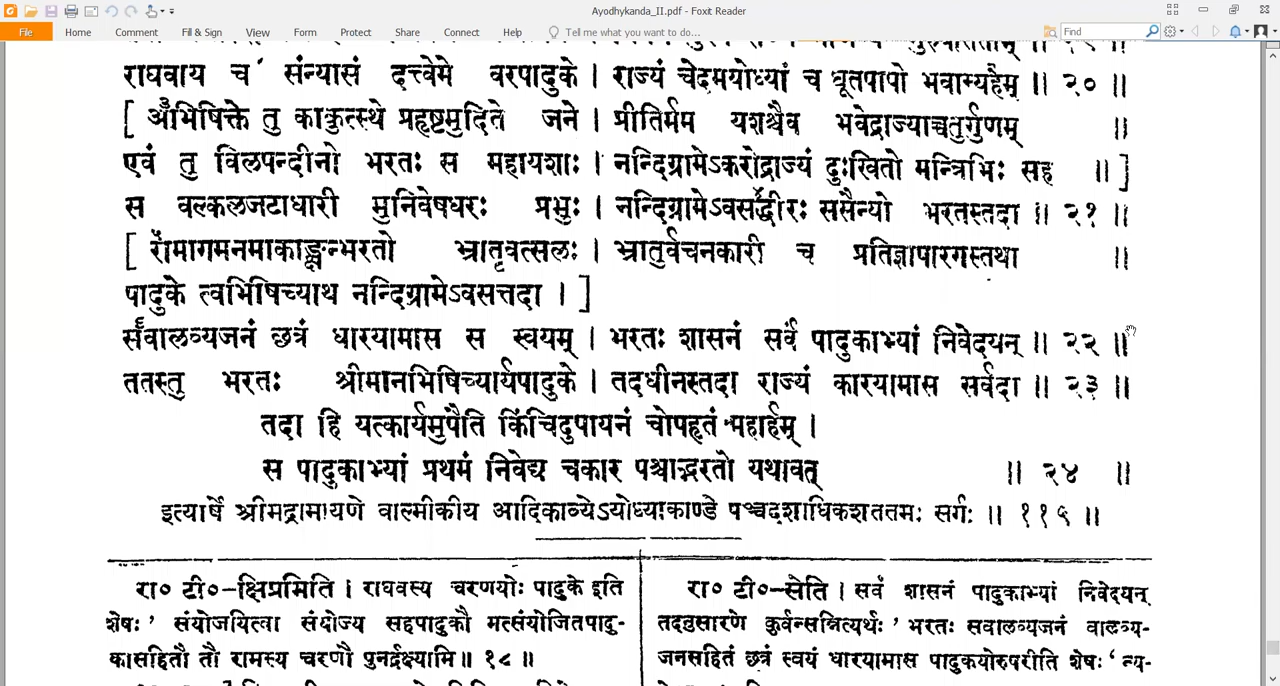 Ayodhykanda_II.pdf - Foxit Reader
File Home Comment Fill & Sign View Form Protect Share Connect Help Tell me what you want to do... Find
राघवाय च संन्यासं दत्त्वेमे वरपादुके । राज्यं चेदमयोध्यां च धूतपापो भवाम्यहम् ॥ २० ॥
[ अभिषिक्ते तु काकुत्स्थे प्रहृष्टमुदिते जने । प्रीतिर्मम यशश्चैव भवेद्राज्याच्चतुर्गुणम् ॥
एवं तु विलपन्दीनो भरतः स महायशाः । नन्दिग्रामेऽकरोद्राज्यं दुःखितो मन्त्रिभिः सह ॥ ]
स वल्कलजटाधारी मुनिवेषधरः प्रभुः । नन्दिग्रामेऽवसद्धीरः ससैन्यो भरतस्तदा ॥ २१ ॥
[ रामागमनमाकाङ्क्षन्भरतो भ्रातृवत्सलः । भ्रातुर्वचनकारी च प्रतिज्ञापारगस्तथा ॥
पादुके त्वभिषिच्याथ नन्दिग्रामेऽवसत्तदा । ]
सवालव्यजनं छत्रं धारयामास स स्वयम् । भरतः शासनं सर्वं पादुकाभ्यां निवेदयन् ॥ २२ ॥
ततस्तु भरतः श्रीमानभिषिच्यार्यपादुके । तदधीनस्तदा राज्यं कारयामास सर्वदा ॥ २३ ॥
तदा हि यत्कार्यमुपैति किंचिदुपायनं चोपहृतं महार्हम् ।
स पादुकाभ्यां प्रथमं निवेद्य चकार पश्चाद्भरतो यथावत् ॥ २४ ॥
इत्यार्षे श्रीमद्रामायणे वाल्मीकीय आदिकाव्येऽयोध्याकाण्डे पञ्चदशाधिकशततमः सर्गः ॥ ११५ ॥
रा० टी०-क्षिप्रमिति । राघवस्य चरणयोः पादुके इति
शेषः ' संयोजयित्वा संयोज्य सहपादुकौ मत्संयोजितपादु-
कासहितौ तौ रामस्य चरणौ पुनर्द्रक्ष्यामि ॥ १८ ॥
रा० टी०-सेति । सर्वं शासनं पादुकाभ्यां निवेदयन्
तदनुसारेण कुर्वन्सन्नित्यर्थः ' भरतः सवालव्यजनं वालव्य-
जनसहितं छत्रं स्वयं धारयामास पादुकयोरुपरीति शेषः ' न्य-